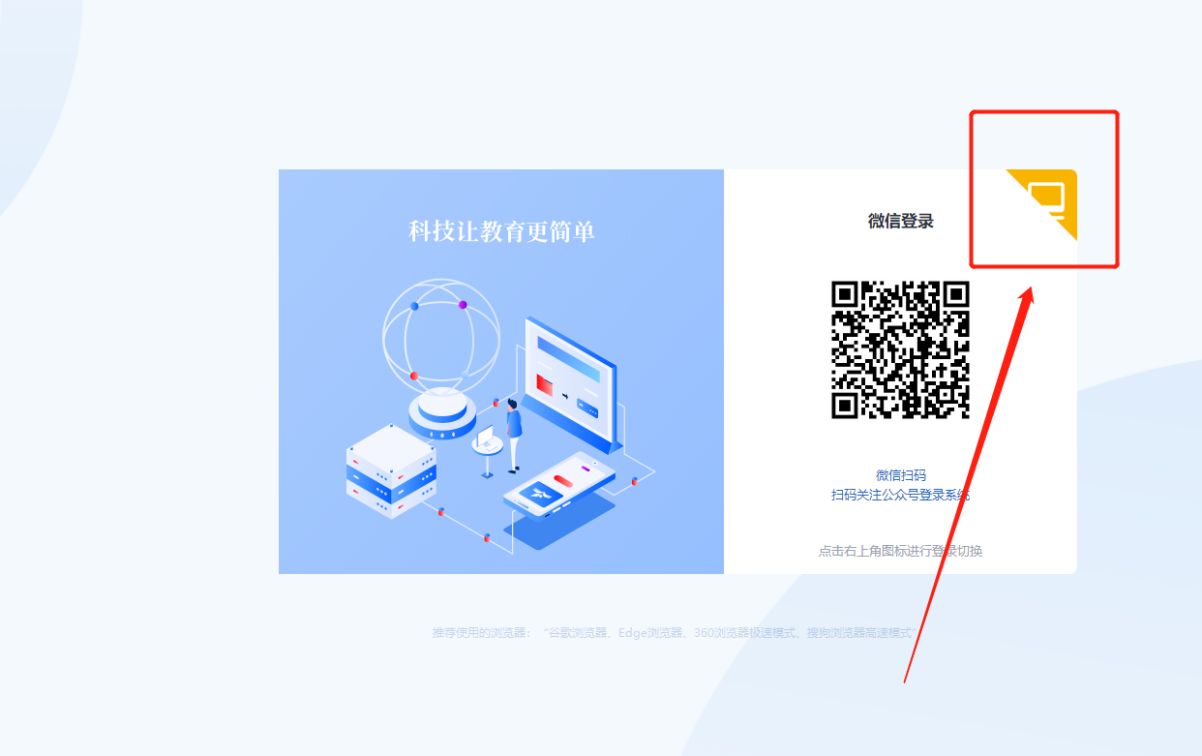 科技让教育更简单
微信登录
微信扫码
扫码关注公众号登录系统
点击右上角图标进行登录切换
推荐使用的浏览器：“谷歌浏览器、Edge浏览器、360浏览器极速模式、搜狗浏览器高速模式”